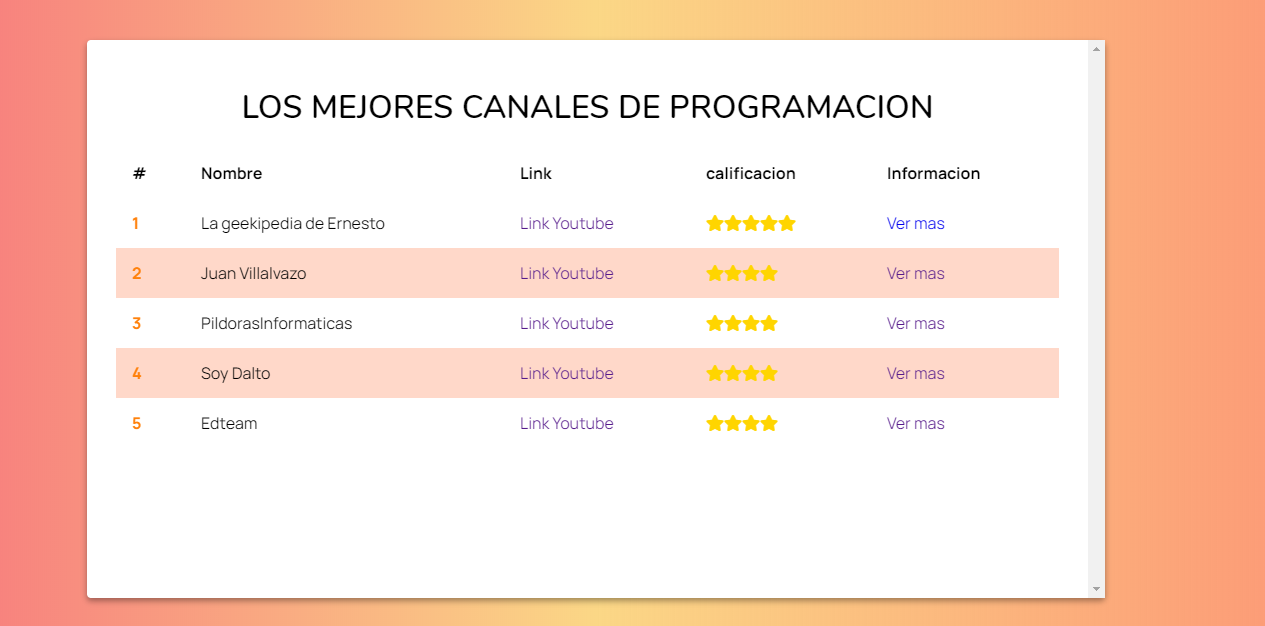 LOS MEJORES CANALES DE PROGRAMACION
# Nombre Link calificacion Informacion
1 La geekipedia de Ernesto Link Youtube Ver mas
2 Juan Villalvazo Link Youtube Ver mas
3 PildorasInformaticas Link Youtube Ver mas
4 Soy Dalto Link Youtube Ver mas
5 Edteam Link Youtube Ver mas